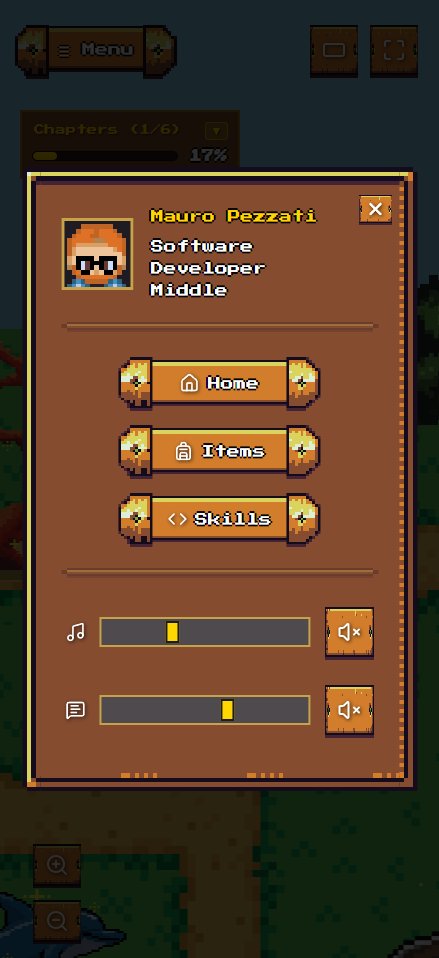 Menu
Chapters (1/6)
17%
Mauro Pezzati
Software
Developer
Middle
Home
Items
Skills